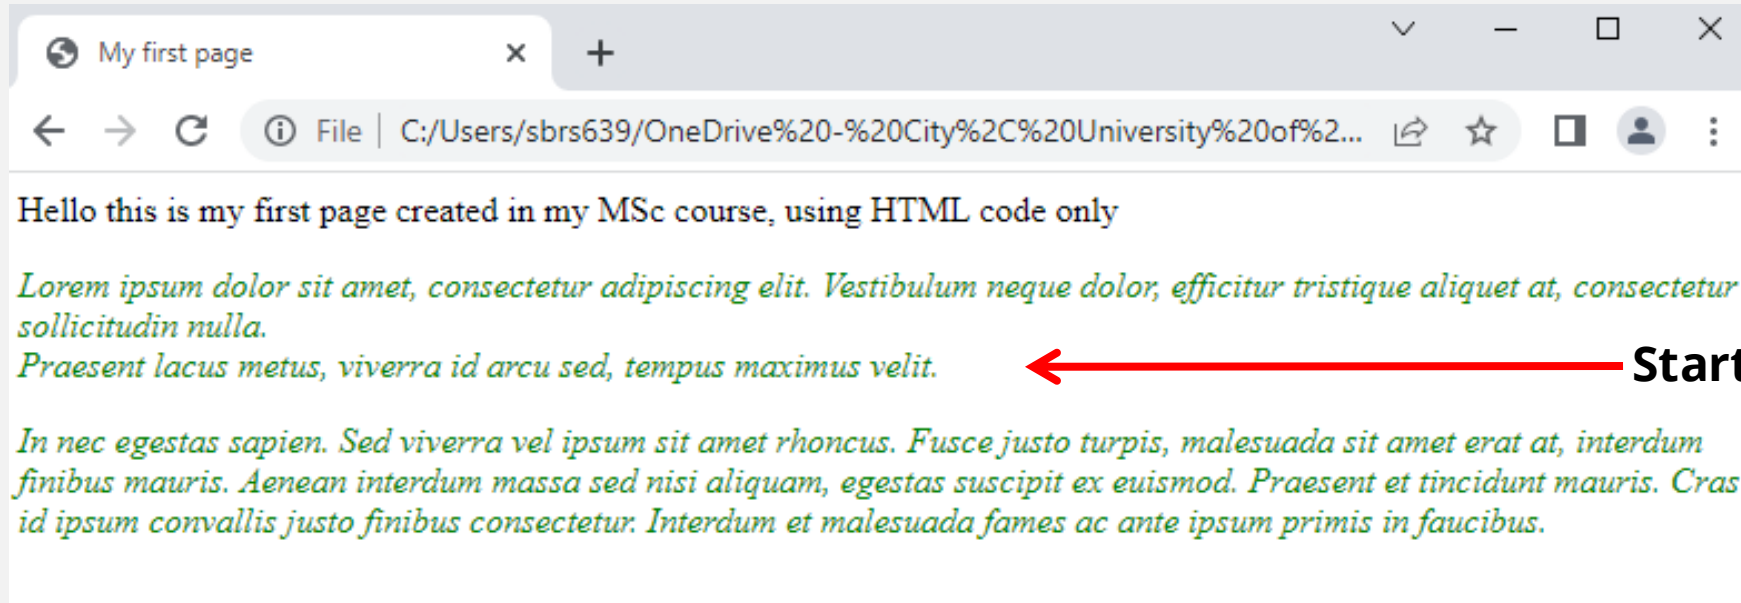 My first page
File C:/Users/sbrs639/OneDrive%20-%20City%2C%20University%20of%2...
Hello this is my first page created in my MSc course, using HTML code only
Lorem ipsum dolor sit amet, consectetur adipiscing elit. Vestibulum neque dolor, efficitur tristique aliquet at, consectetur
sollicitudin nulla.
Praesent lacus metus, viverra id arcu sed, tempus maximus velit.
Start
In nec egestas sapien. Sed viverra vel ipsum sit amet rhoncus. Fusce justo turpis, malesuada sit amet erat at, interdum
finibus mauris. Aenean interdum massa sed nisi aliquam, egestas suscipit ex euismod. Praesent et tincidunt mauris. Cras
id ipsum convallis justo finibus consectetur. Interdum et malesuada fames ac ante ipsum primis in faucibus.